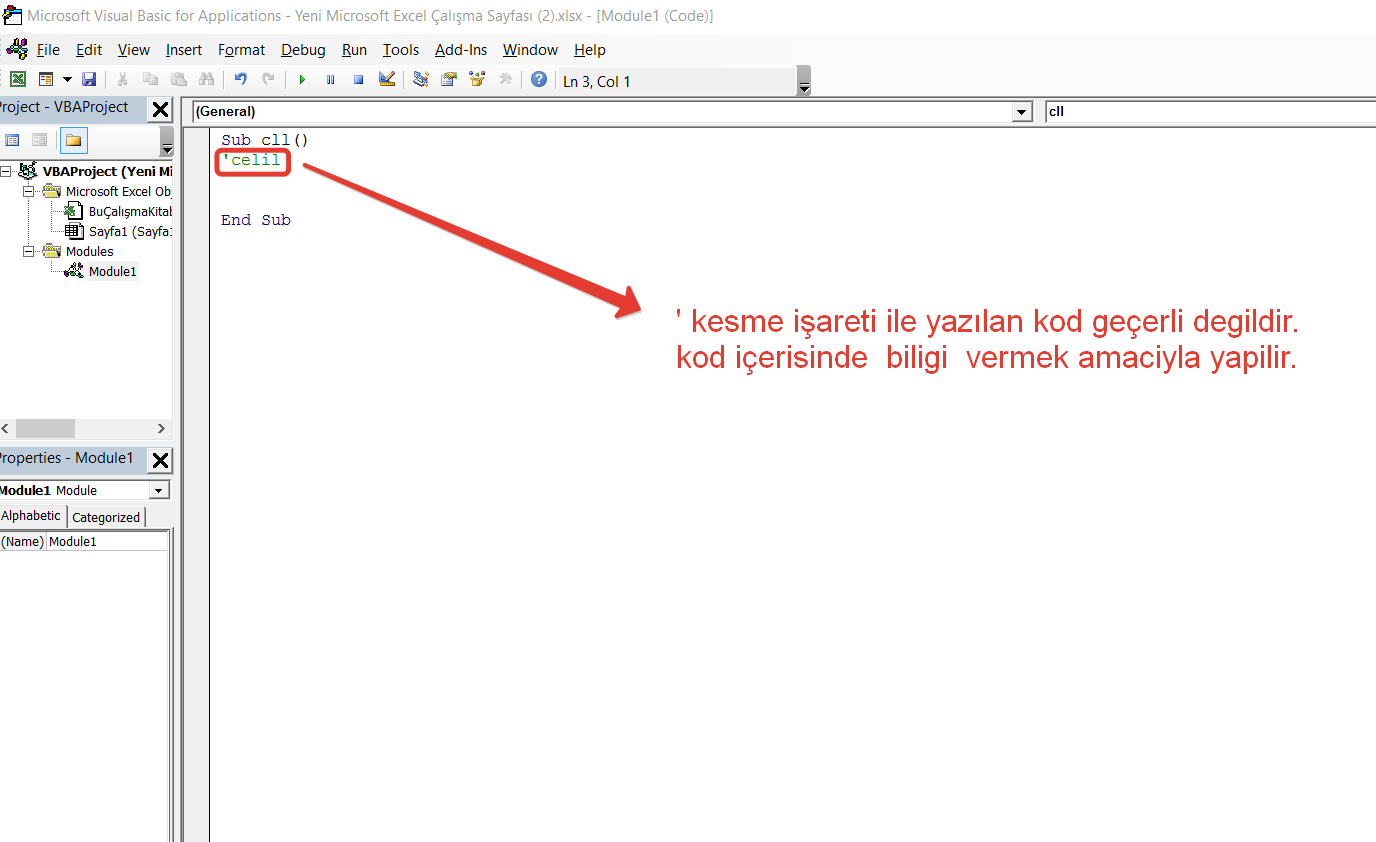 Microsoft Visual Basic for Applications - Yeni Microsoft Excel Çalışma Sayfası (2).xlsx - [Module1 (Code)]
File Edit View Insert Format Debug Run Tools Add-Ins Window Help
Ln 3, Col 1
Project - VBAProject
(General) cll
Sub cll()
'celil
End Sub
VBAProject (Yeni Mi
Microsoft Excel Obj
BuÇalışmaKitab
Sayfa1 (Sayfa1
Modules
Module1
' kesme işareti ile yazılan kod geçerli degildir.
kod içerisinde biligi vermek amaciyla yapilir.
Properties - Module1
Module1 Module
Alphabetic Categorized
(Name) Module1